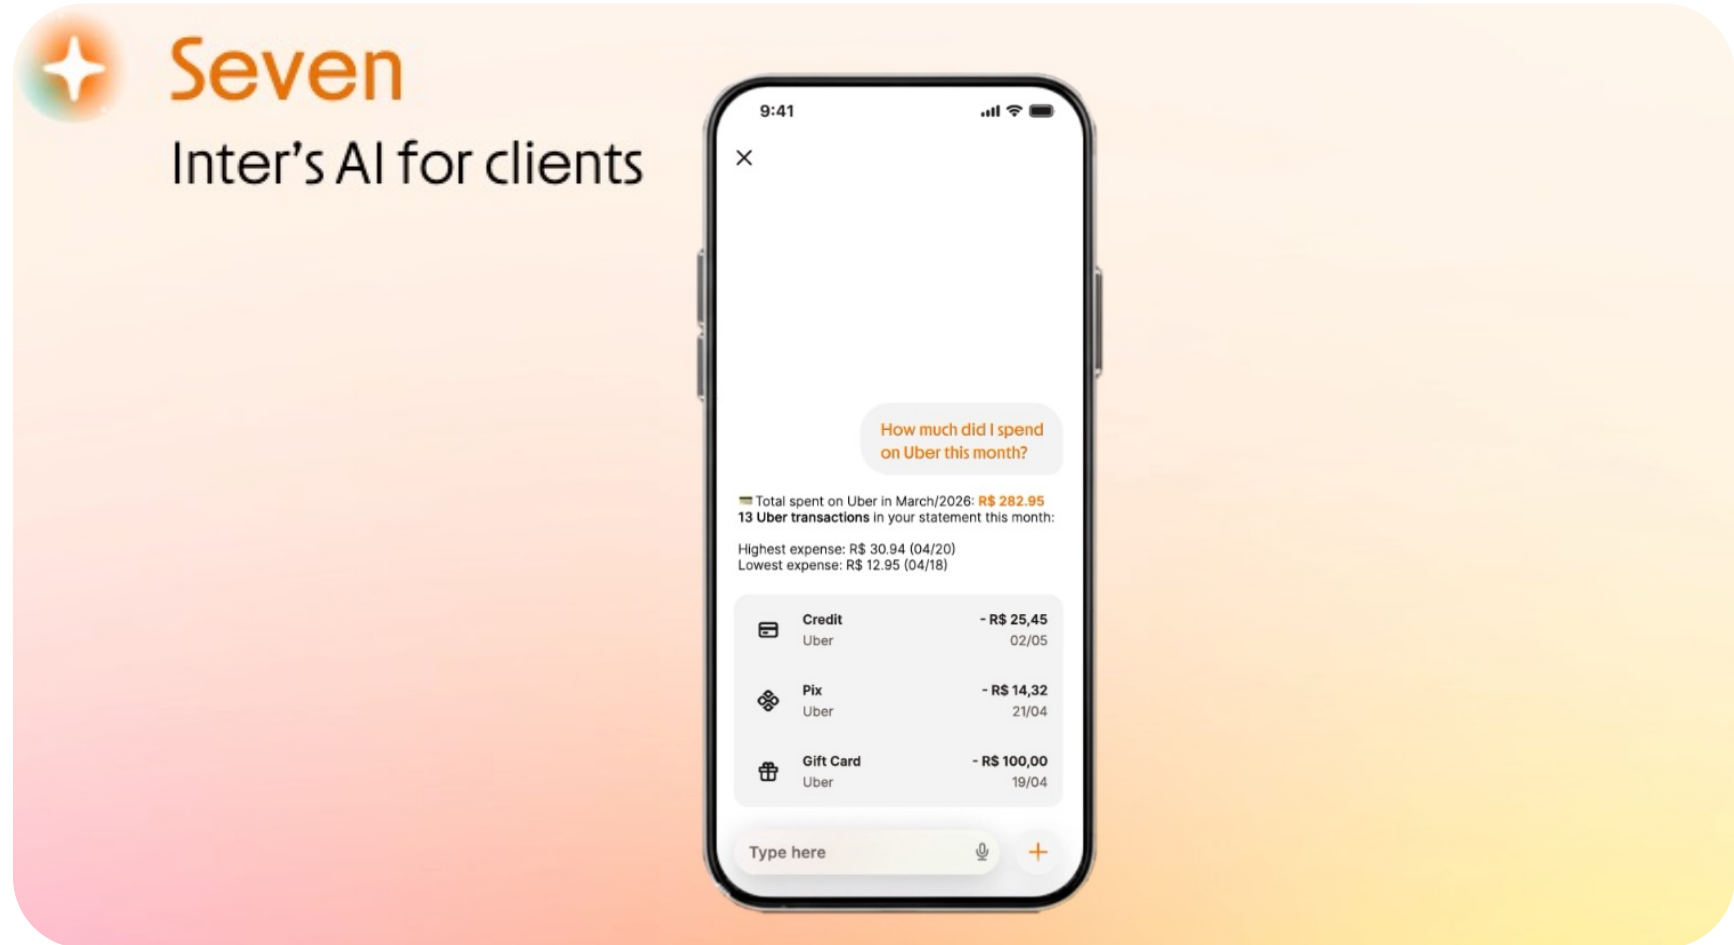 Seven
Inter's AI for clients
9:41
How much did I spend
on Uber this month?
Total spent on Uber in March/2026: R$ 282.95
13 Uber transactions in your statement this month:
Highest expense: R$ 30.94 (04/20)
Lowest expense: R$ 12.95 (04/18)
Credit - R$ 25,45
Uber 02/05
Pix - R$ 14,32
Uber 21/04
Gift Card - R$ 100,00
Uber 19/04
Type here